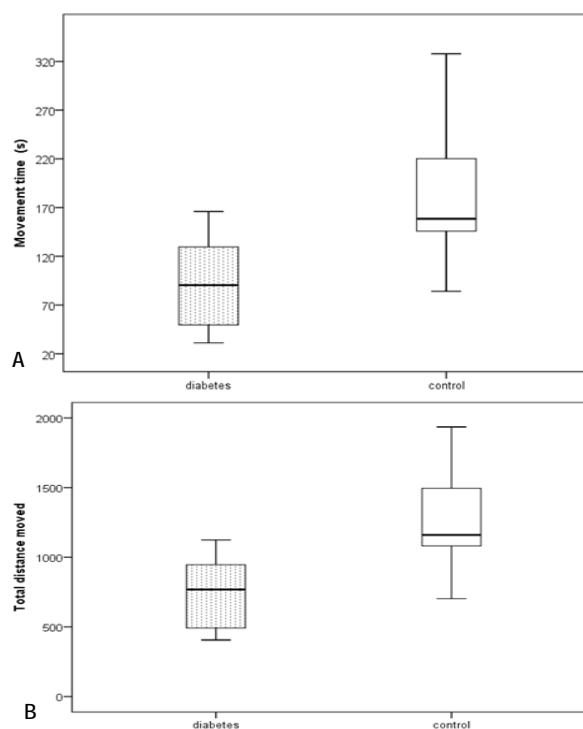 Movement time (s)
320
270
220
170
120
70
20
A
diabetes
control
Total distance moved
2000
1500
1000
500
0
B
diabetes
control